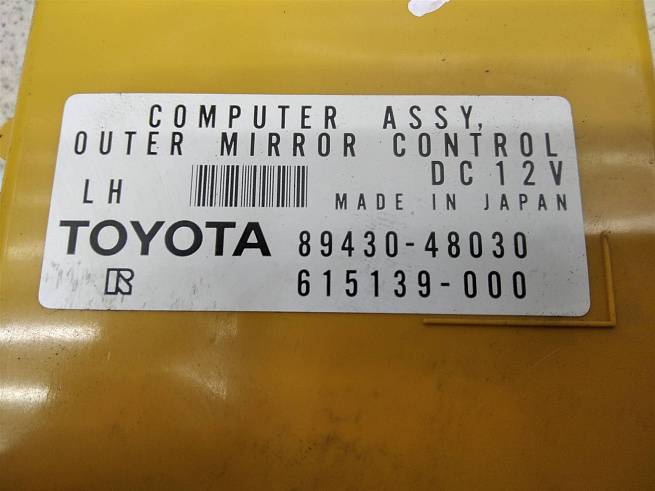 COMPUTER ASSY,
OUTER MIRROR CONTROL
DC12V
LH
MADE IN JAPAN
TOYOTA 89430-48030
615139-000